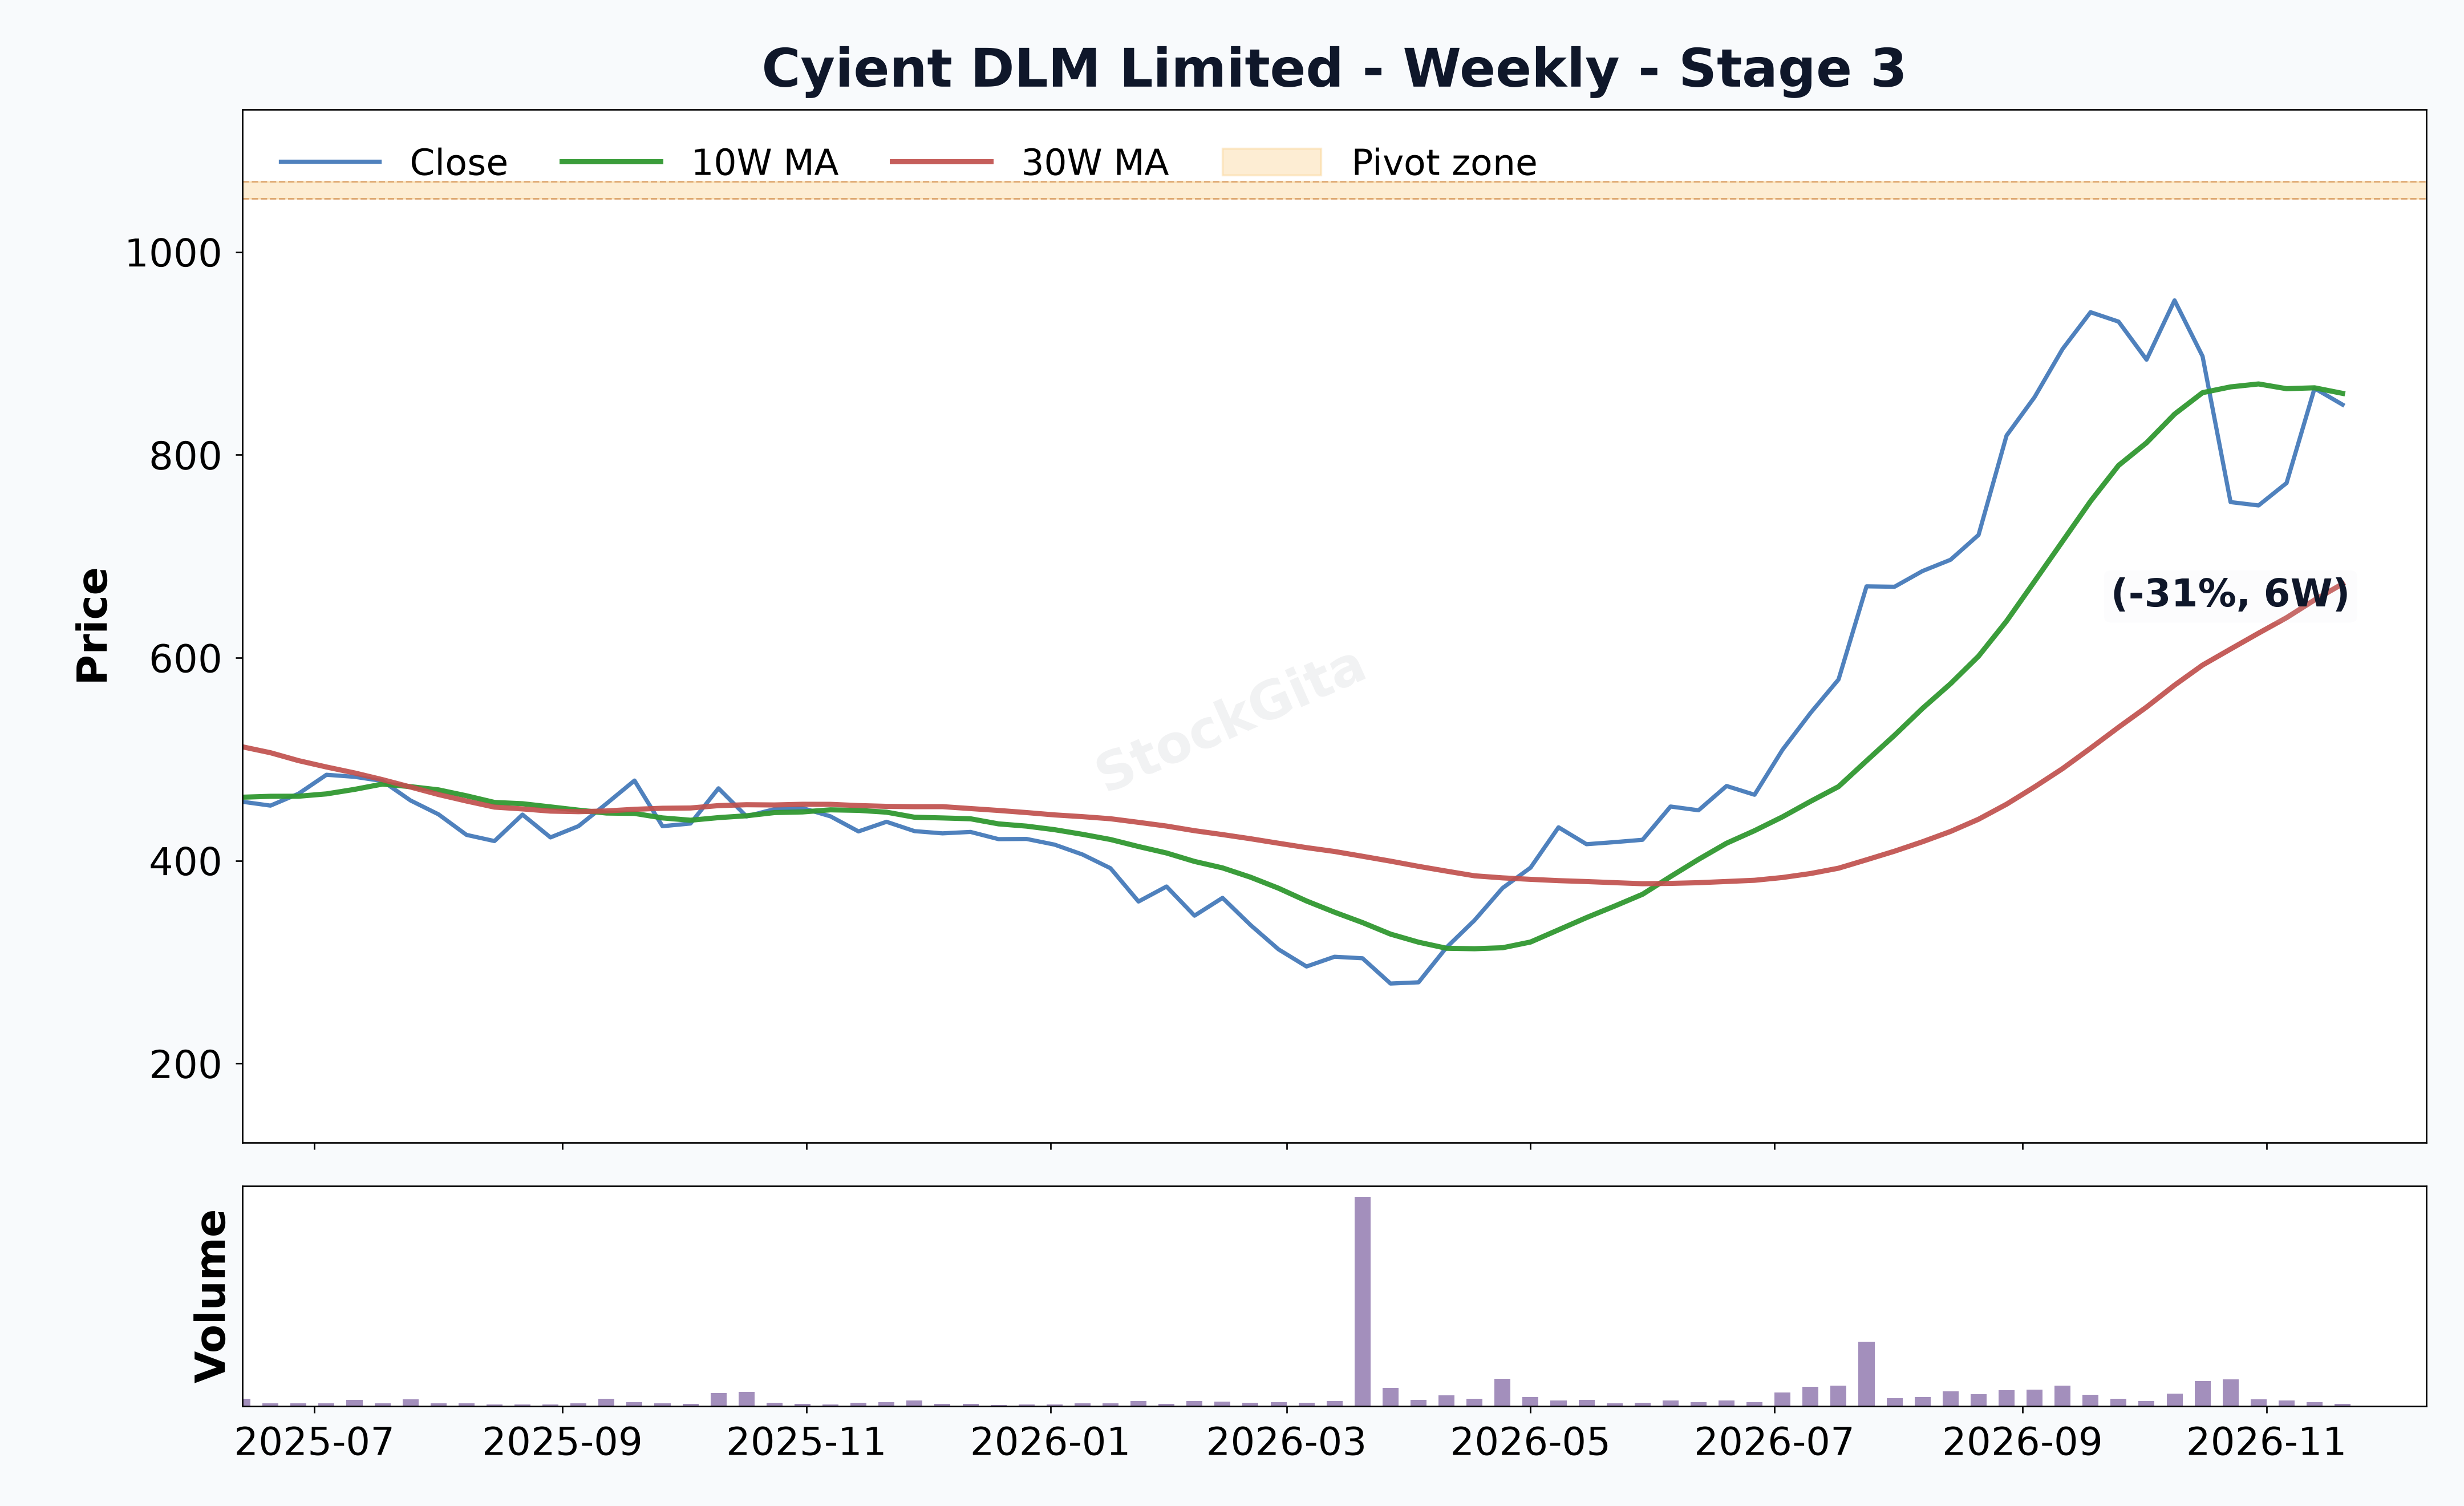 Cyient DLM Limited - Weekly - Stage 3
Close 10W MA 30W MA Pivot zone
1000
800
600
400
200
Price
(-31%, 6W)
StockGita
Volume
2025-07 2025-09 2025-11 2026-01 2026-03 2026-05 2026-07 2026-09 2026-11